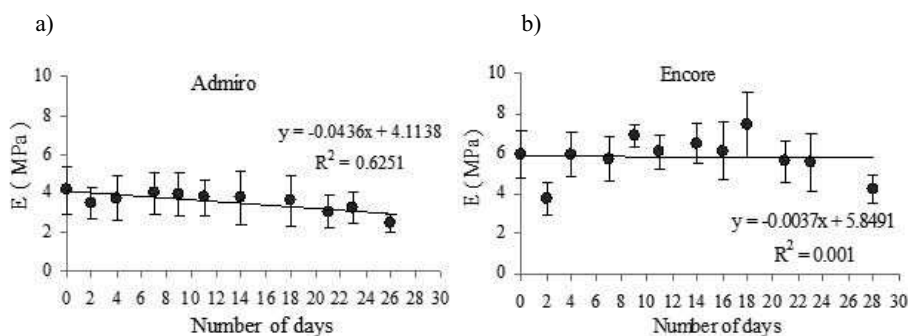 a)
Admiro
E ( MPa )
10
8
6
4
2
0
y = -0.0436x + 4.1138
R² = 0.6251
0 2 4 6 8 10 12 14 16 18 20 22 24 26 28 30
Number of days
b)
Encore
E ( MPa )
10
8
6
4
2
0
y = -0.0037x + 5.8491
R² = 0.001
0 2 4 6 8 10 12 14 16 18 20 22 24 26 28 30
Number of days